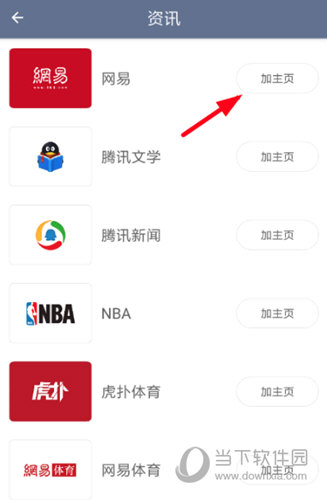 资讯
網易
www.163.com
网易
加主页
腾讯文学
加主页
腾讯新闻
加主页
NBA
NBA
加主页
虎扑
虎扑体育
加主页
網易 体育
网易体育
加主页
当下软件园
www.downxia.com